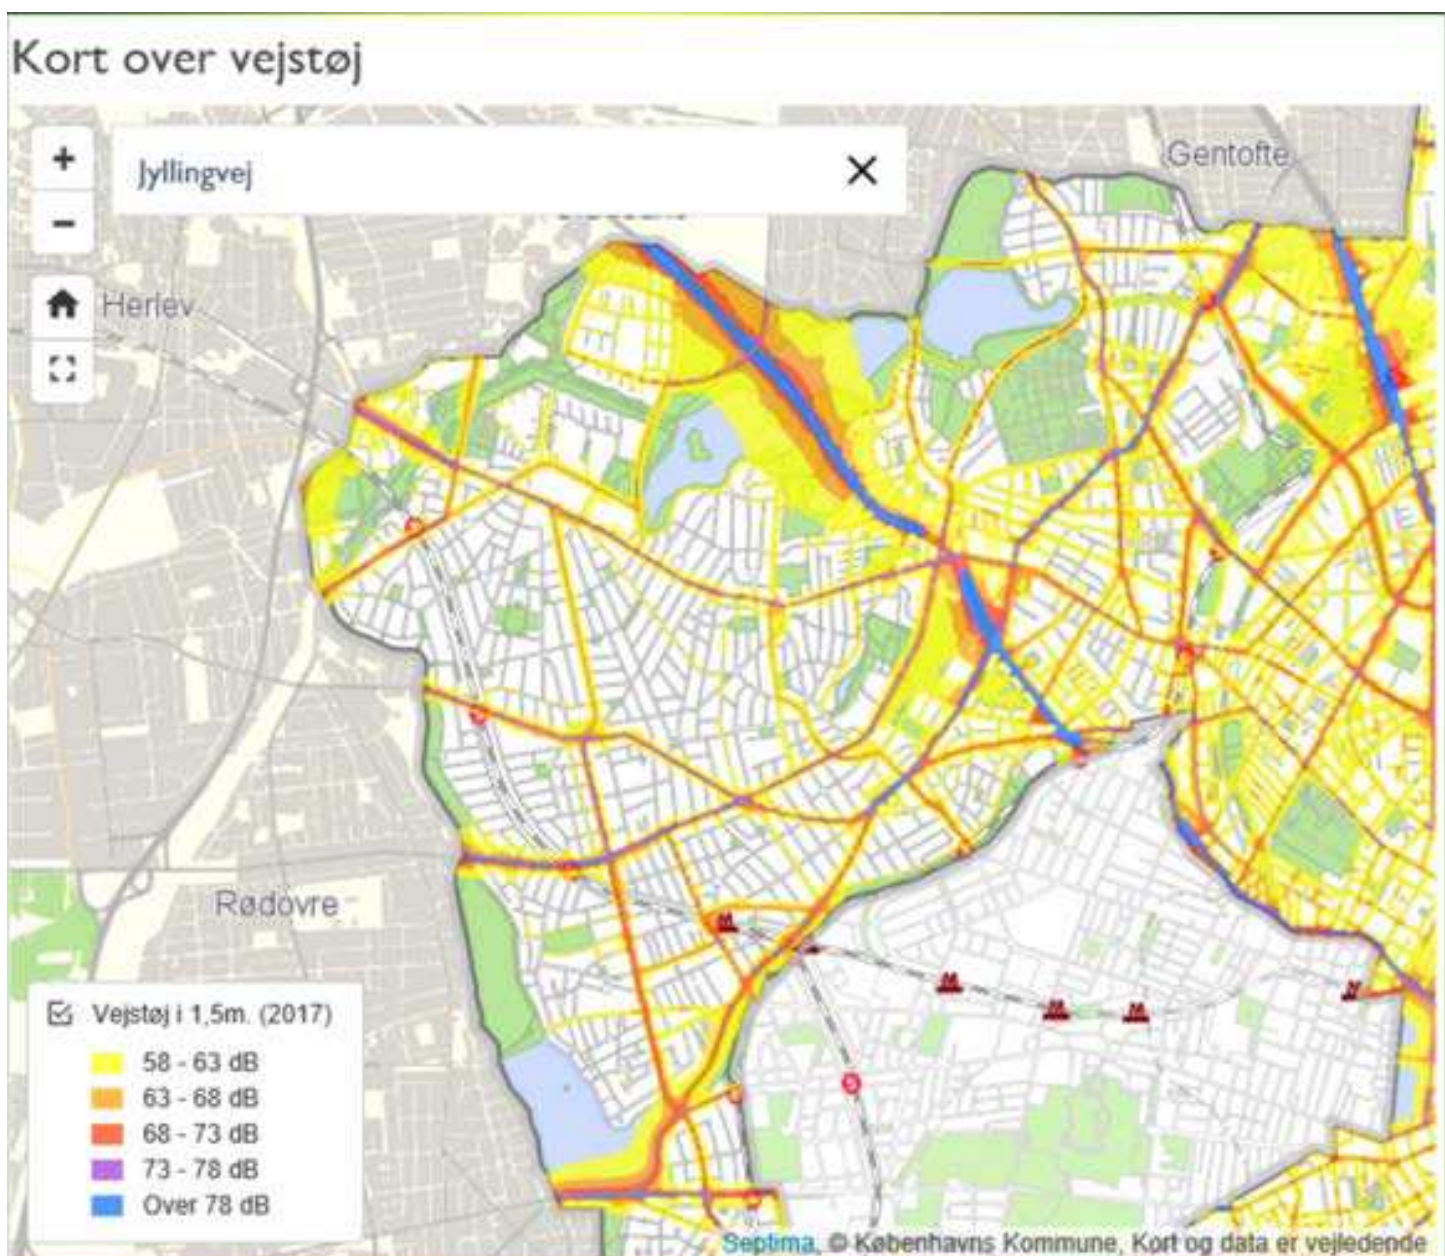 Kort over vejstøj
+
Jyllingvej
Gentofte
−
Herlev
Rødovre
Vejstøj i 1,5m. (2017)
58 - 63 dB
63 - 68 dB
68 - 73 dB
73 - 78 dB
Over 78 dB
Septima, © Københavns Kommune, Kort og data er vejledende